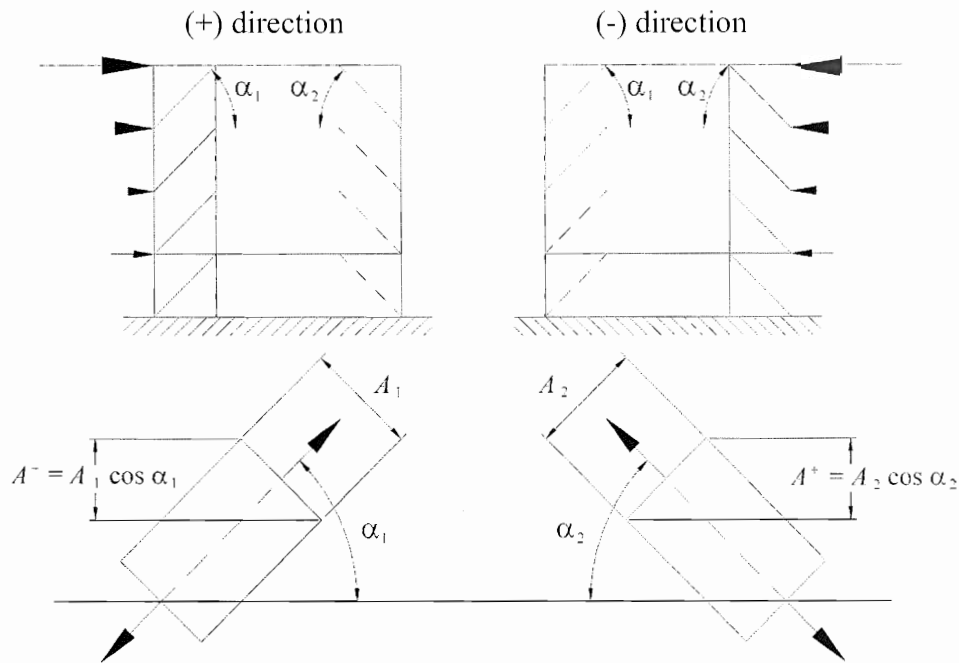 (+) direction
(-) direction
α₁
α₂
α₁
α₂
A₁
A₂
A⁻ = A₁ cos α₁
A⁺ = A₂ cos α₂
α₁
α₂